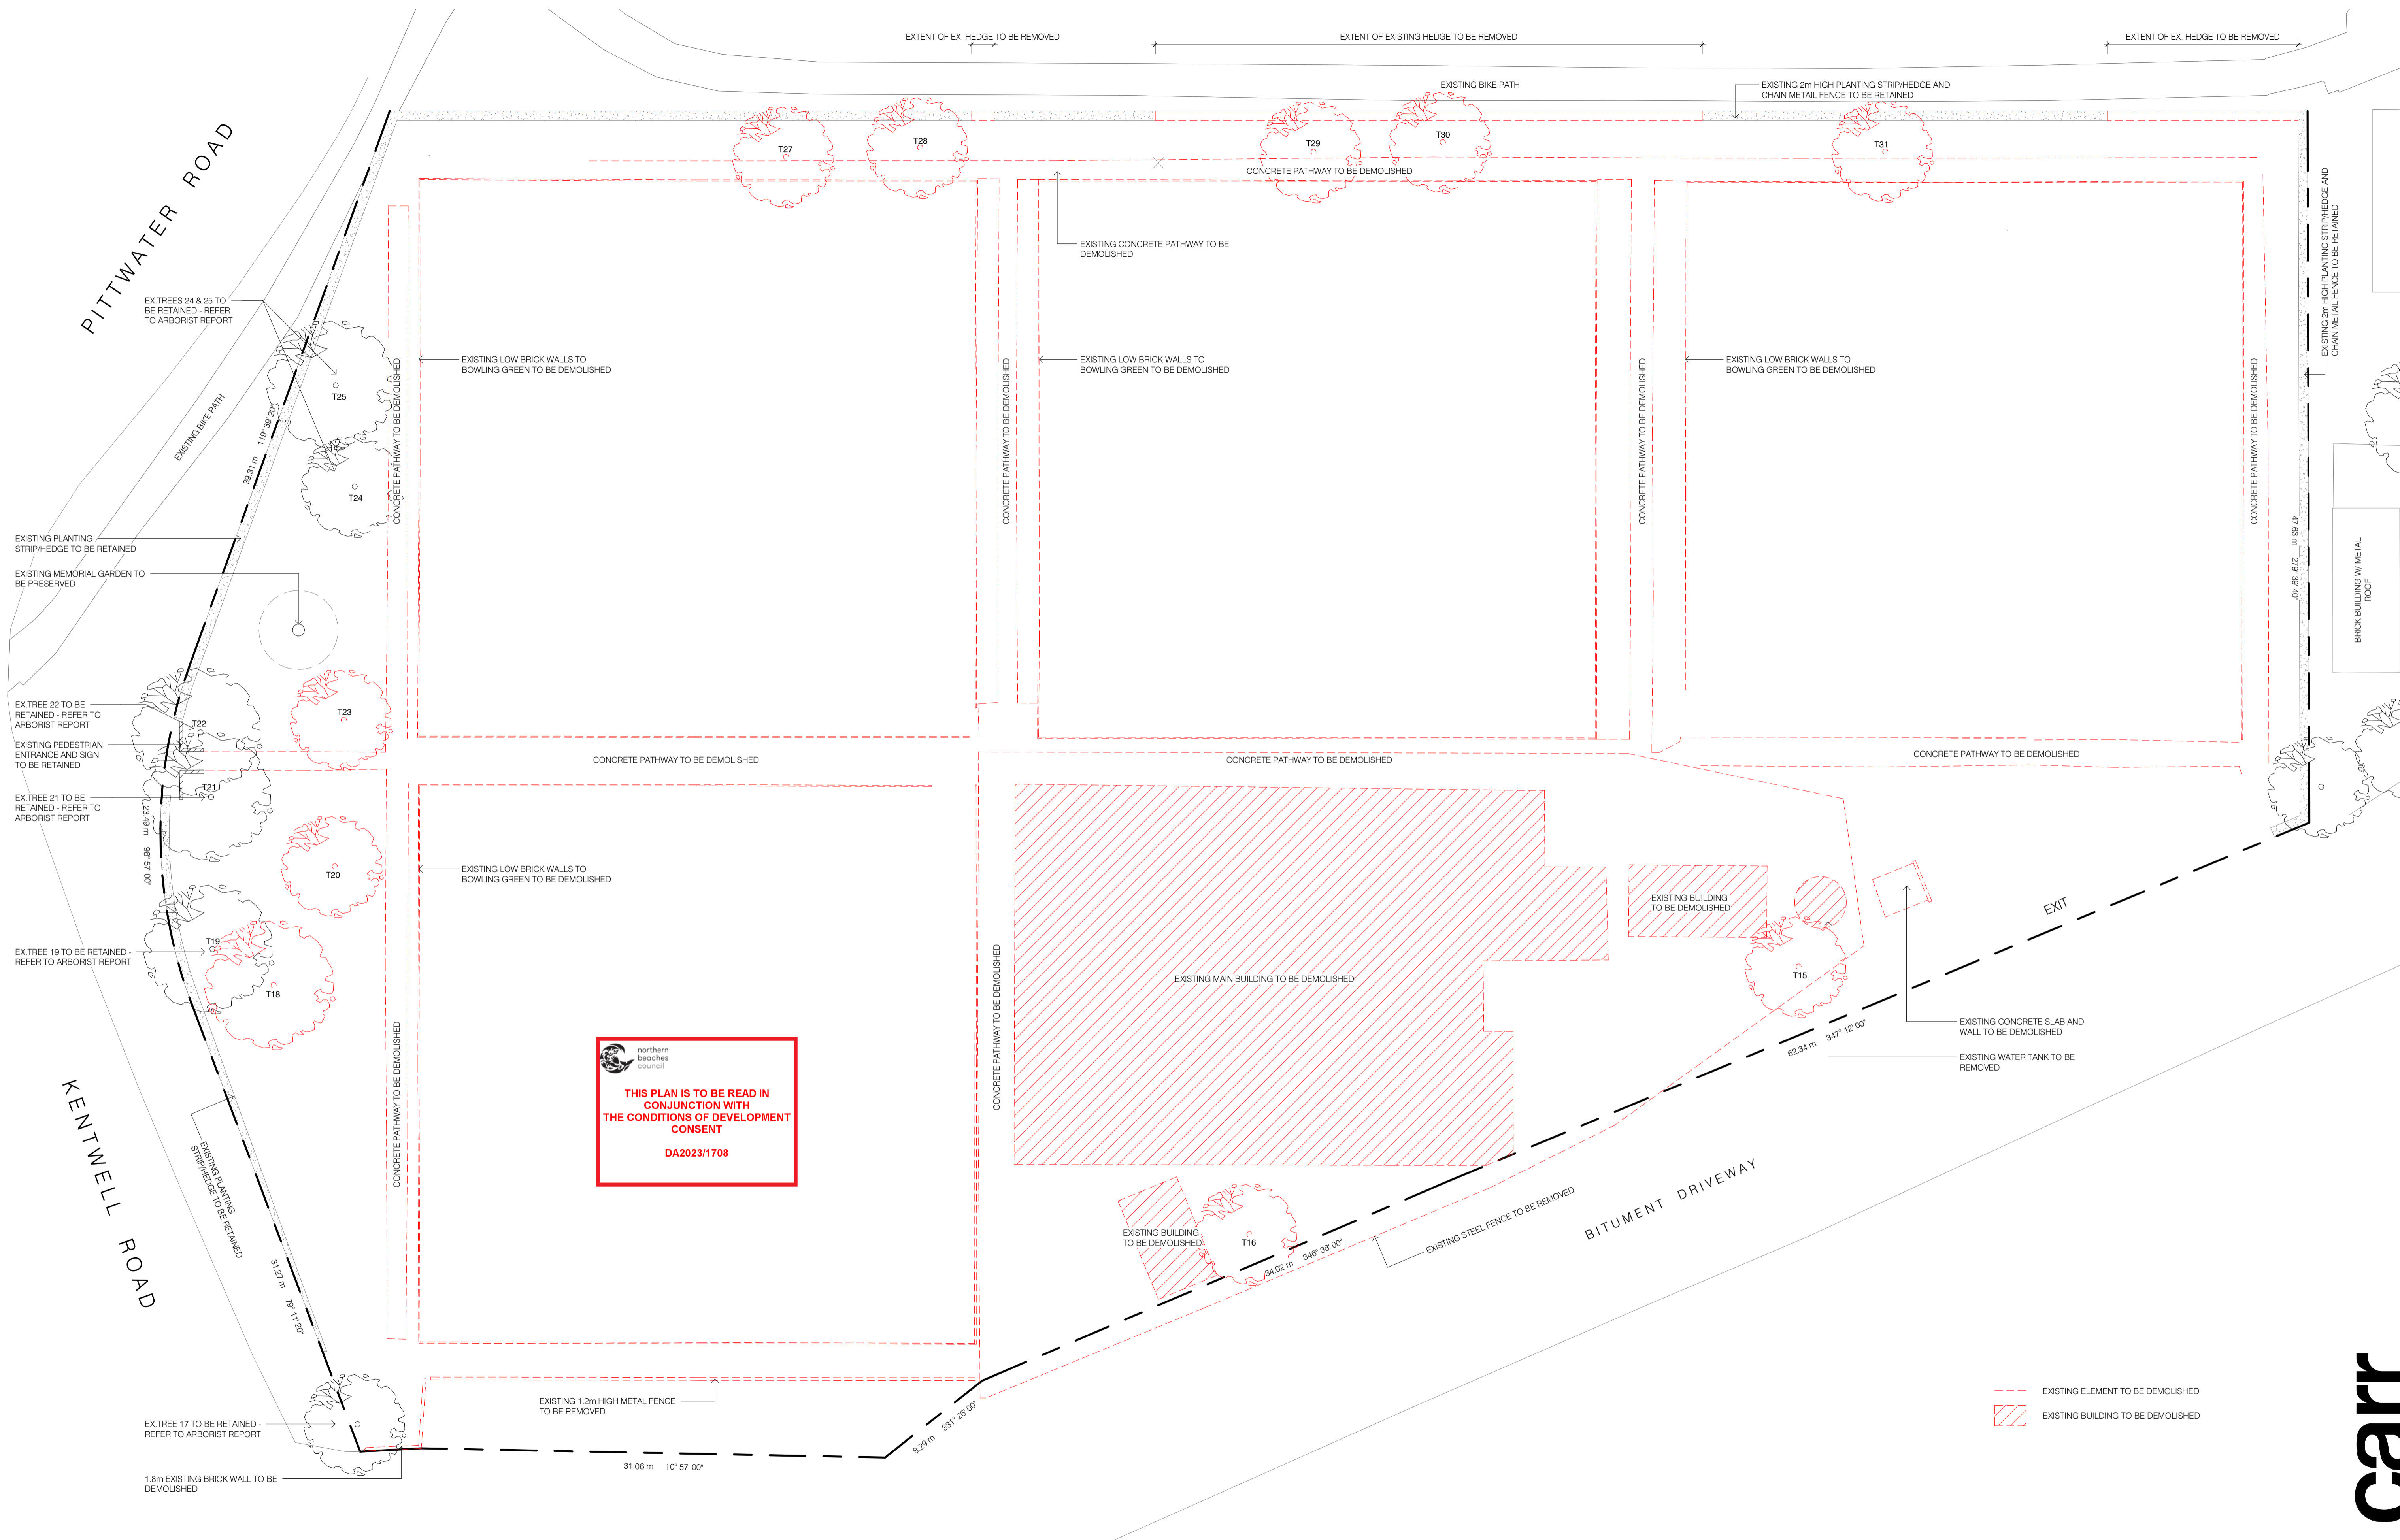 EXTENT OF EX. HEDGE TO BE REMOVED
EXTENT OF EXISTING HEDGE TO BE REMOVED
EXTENT OF EX. HEDGE TO BE REMOVED
EXISTING BIKE PATH
EXISTING 2m HIGH PLANTING STRIP/HEDGE AND
CHAIN METAIL FENCE TO BE RETAINED
T27
T28
T29
T30
T31
CONCRETE PATHWAY TO BE DEMOLISHED
PITTWATER ROAD
EXISTING CONCRETE PATHWAY TO BE
DEMOLISHED
EXISTING 2m HIGH PLANTING STRIP/HEDGE AND
CHAIN METAIL FENCE TO BE RETAINED
EX.TREES 24 & 25 TO
BE RETAINED - REFER
TO ARBORIST REPORT
EXISTING LOW BRICK WALLS TO
BOWLING GREEN TO BE DEMOLISHED
EXISTING LOW BRICK WALLS TO
BOWLING GREEN TO BE DEMOLISHED
EXISTING LOW BRICK WALLS TO
BOWLING GREEN TO BE DEMOLISHED
T25
EXISTING BIKE PATH
39.31 m 119° 39' 20"
T24
CONCRETE PATHWAY TO BE DEMOLISHED
CONCRETE PATHWAY TO BE DEMOLISHED
CONCRETE PATHWAY TO BE DEMOLISHED
CONCRETE PATHWAY TO BE DEMOLISHED
EXISTING PLANTING
STRIP/HEDGE TO BE RETAINED
EXISTING MEMORIAL GARDEN TO
BE PRESERVED
47.63 m 279° 39' 40"
BRICK BUILDING W/ METAL
ROOF
EX.TREE 22 TO BE
RETAINED - REFER TO
ARBORIST REPORT
T22
T23
EXISTING PEDESTRIAN
ENTRANCE AND SIGN
TO BE RETAINED
CONCRETE PATHWAY TO BE DEMOLISHED
CONCRETE PATHWAY TO BE DEMOLISHED
CONCRETE PATHWAY TO BE DEMOLISHED
EX.TREE 21 TO BE
RETAINED - REFER TO
ARBORIST REPORT
T21
23.49 m 98° 57' 00"
T20
EXISTING LOW BRICK WALLS TO
BOWLING GREEN TO BE DEMOLISHED
EXISTING BUILDING
TO BE DEMOLISHED
EXIT
EX.TREE 19 TO BE RETAINED -
REFER TO ARBORIST REPORT
T19
T18
EXISTING MAIN BUILDING TO BE DEMOLISHED
T15
EXISTING CONCRETE SLAB AND
WALL TO BE DEMOLISHED
EXISTING WATER TANK TO BE
REMOVED
62.34 m 347° 12' 00"
CONCRETE PATHWAY TO BE DEMOLISHED
CONCRETE PATHWAY TO BE DEMOLISHED
northern
beaches
council
THIS PLAN IS TO BE READ IN
CONJUNCTION WITH
THE CONDITIONS OF DEVELOPMENT
CONSENT
DA2023/1708
KENTWELL ROAD
EXISTING PLANTING
STRIP/HEDGE TO BE RETAINED
31.27 m 79° 11' 20"
EXISTING BUILDING
TO BE DEMOLISHED
T16
34.02 m 346° 38' 00"
EXISTING STEEL FENCE TO BE REMOVED
BITUMENT DRIVEWAY
EXISTING 1.2m HIGH METAL FENCE
TO BE REMOVED
EX.TREE 17 TO BE RETAINED -
REFER TO ARBORIST REPORT
8.29 m 331° 26' 00"
31.06 m 10° 57' 00"
1.8m EXISTING BRICK WALL TO BE
DEMOLISHED
EXISTING ELEMENT TO BE DEMOLISHED
EXISTING BUILDING TO BE DEMOLISHED
carr